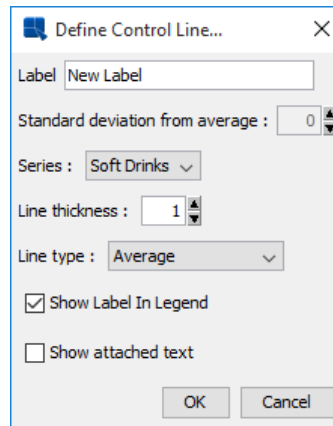 Define Control Line...
Label New Label
Standard deviation from average : 0
Series : Soft Drinks
Line thickness : 1
Line type : Average
Show Label In Legend
Show attached text
OK Cancel